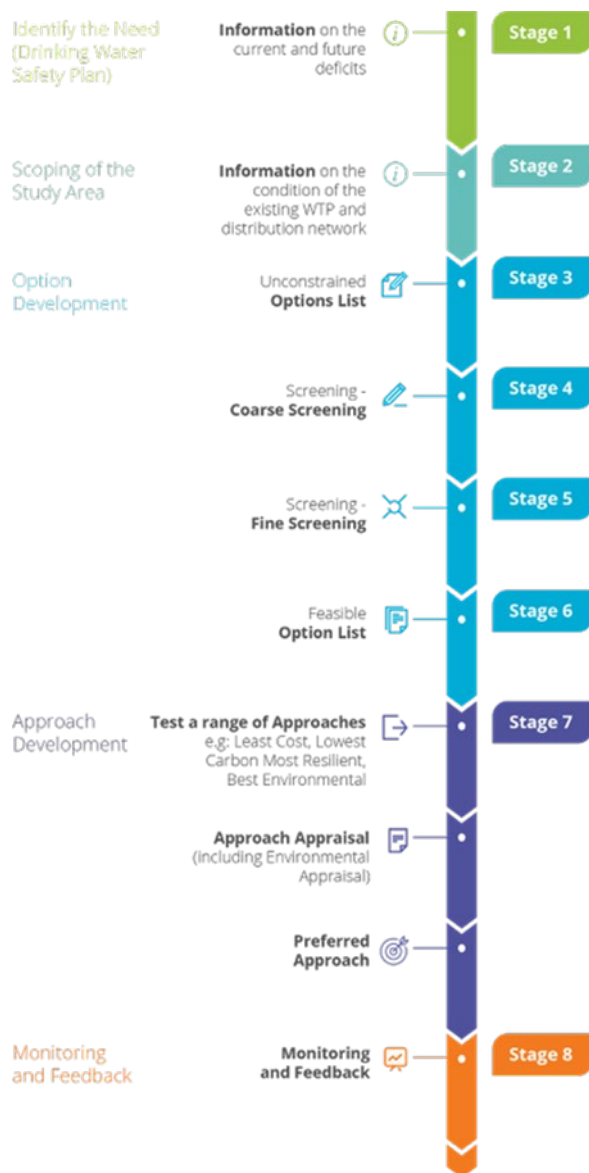 Identify the Need
(Drinking Water
Safety Plan)
Information on the
current and future
deficits
Stage 1
Scoping of the
Study Area
Information on the
condition of the
existing WTP and
distribution network
Stage 2
Option
Development
Unconstrained
Options List
Stage 3
Screening -
Coarse Screening
Stage 4
Screening -
Fine Screening
Stage 5
Feasible
Option List
Stage 6
Approach
Development
Test a range of Approaches
e.g: Least Cost, Lowest
Carbon Most Resilient,
Best Environmental
Stage 7
Approach Appraisal
(including Environmental
Appraisal)
Preferred
Approach
Monitoring
and Feedback
Monitoring
and Feedback
Stage 8